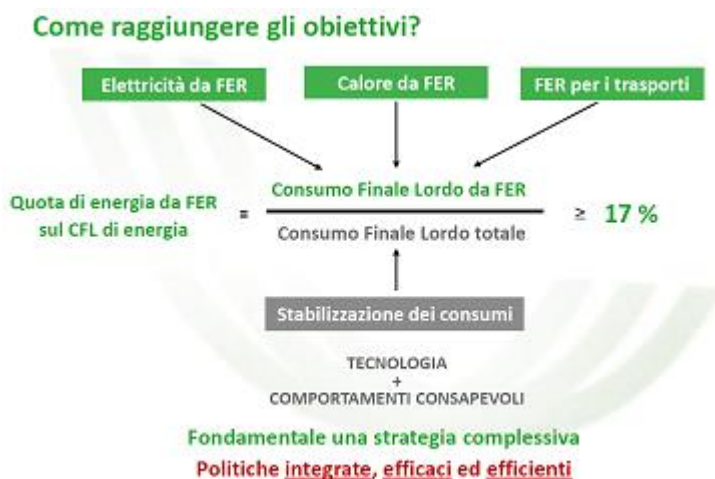 Come raggiungere gli obiettivi?
Elettricità da FER
Calore da FER
FER per i trasporti
Quota di energia da FER
sul CFL di energia
=
Consumo Finale Lordo da FER
Consumo Finale Lordo totale
≥ 17 %
Stabilizzazione dei consumi
TECNOLOGIA
+
COMPORTAMENTI CONSAPEVOLI
Fondamentale una strategia complessiva
Politiche integrate, efficaci ed efficienti